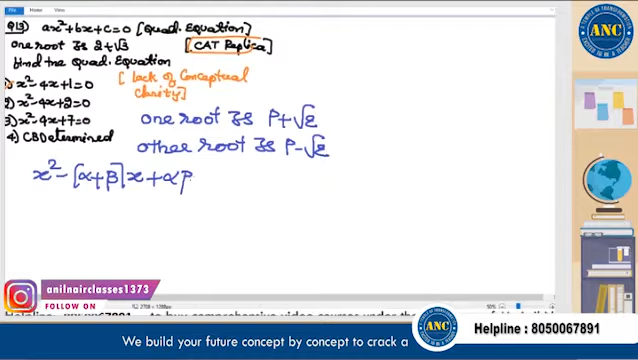 Q13) ax²+bx+c=0 [Quad. Equation]
one root is 2+√3 [CAT Replica]
find the Quad. Equation
[Lack of Conceptual
clarity]
1) x²-4x+1=0
2) x²-4x+2=0
3) x²-4x+7=0
4) CBDetermined
one root is P+√ε
other root is P-√ε
x²-[α+β]x+αβ
anilnairclasses1373
FOLLOW ON
We build your future concept by concept to crack a
ANC
Helpline : 8050067891
ANC